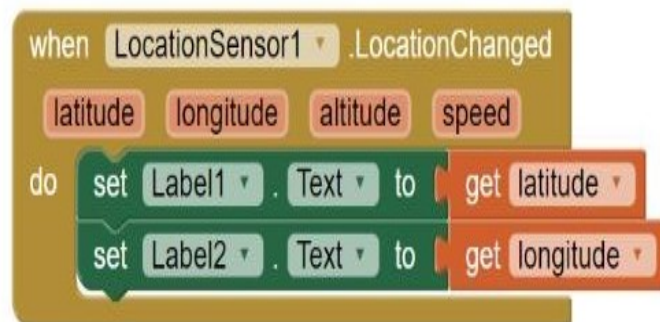 when LocationSensor1 .LocationChanged
latitude longitude altitude speed
do set Label1 . Text to get latitude
set Label2 . Text to get longitude